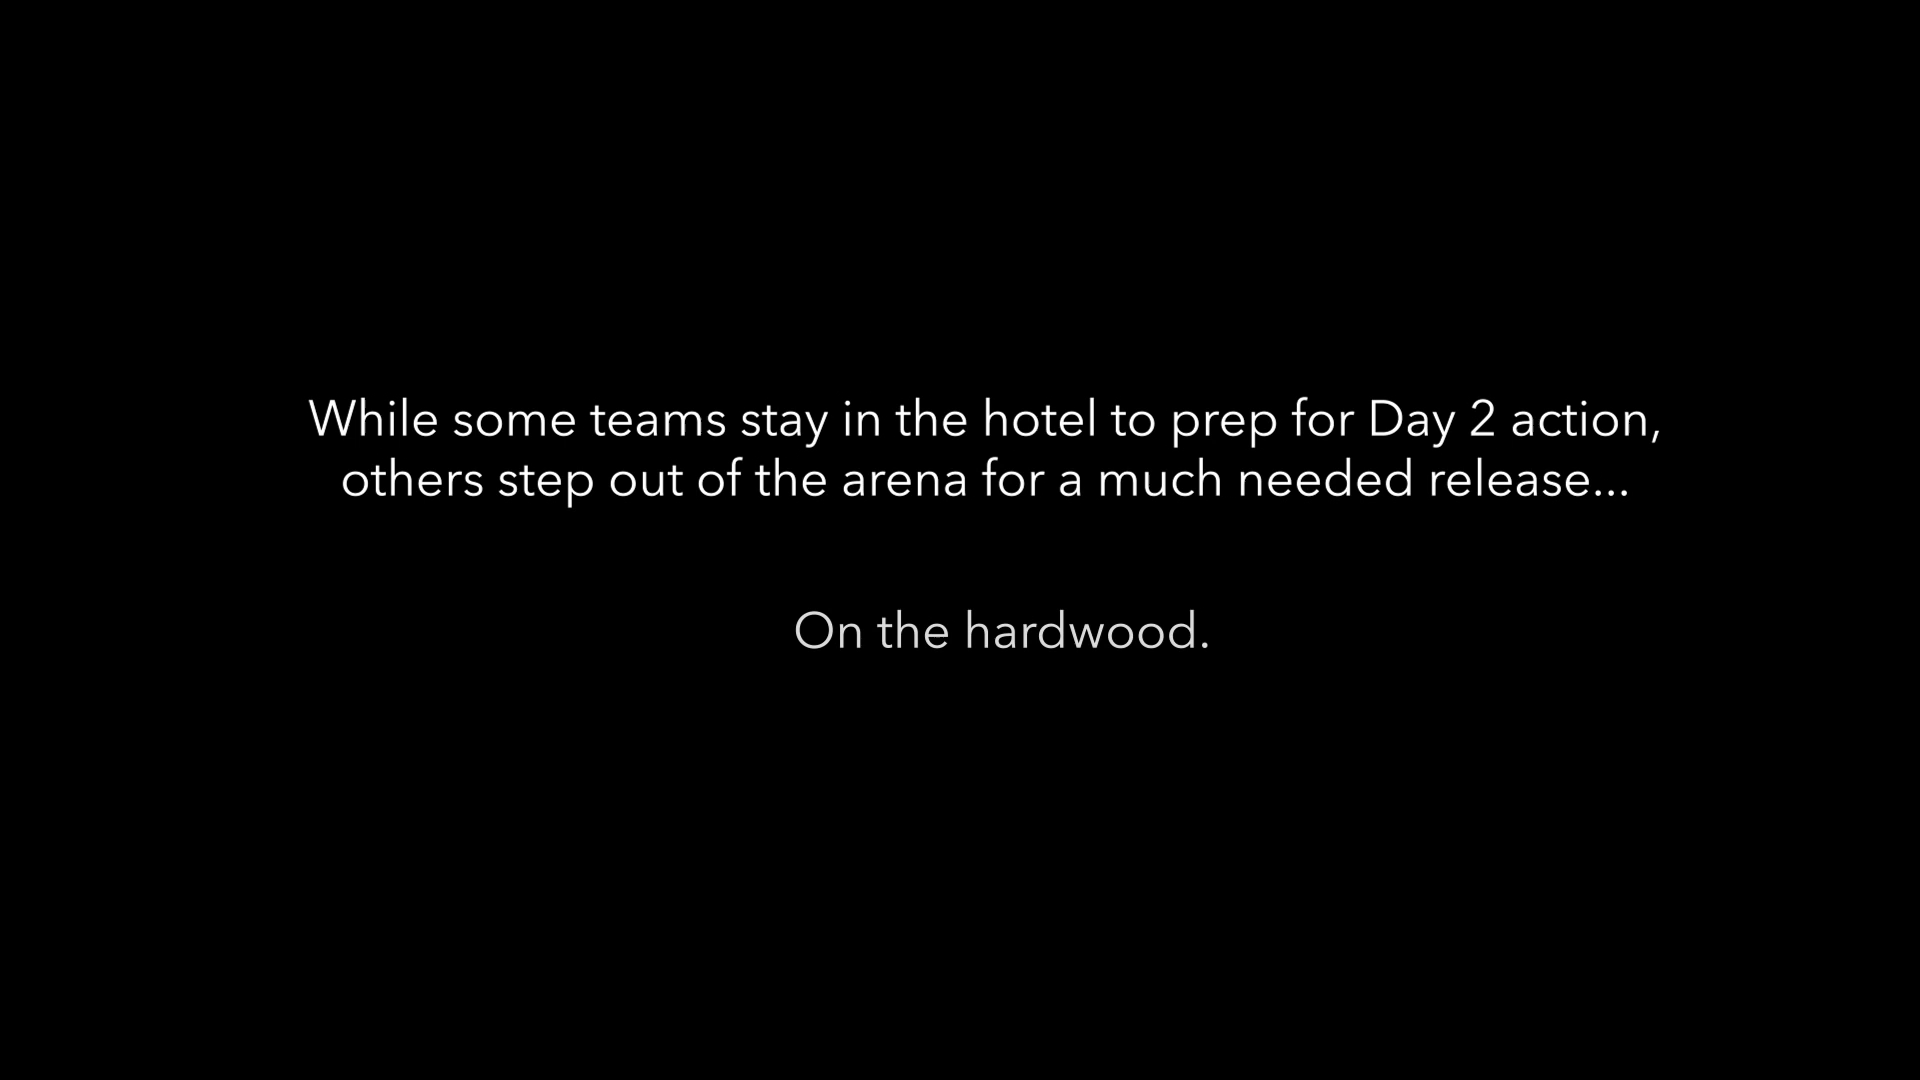 While some teams stay in the hotel to prep for Day 2 action,
others step out of the arena for a much needed release...
On the hardwood.